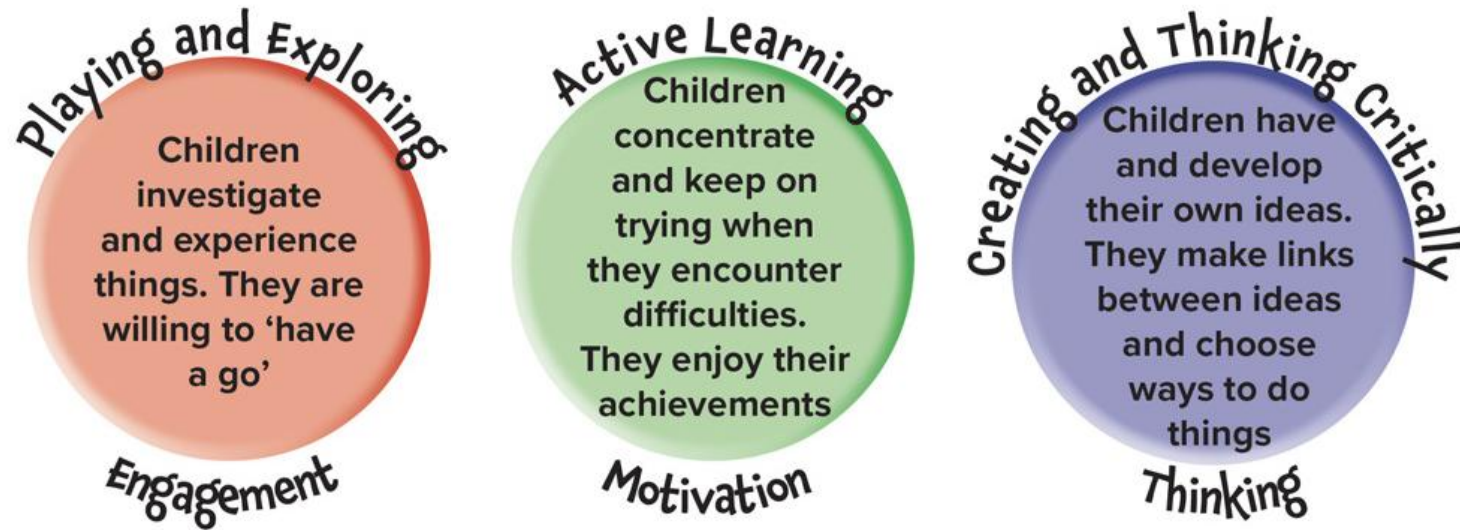 Playing and Exploring
Children
investigate
and experience
things. They are
willing to ‘have
a go’
Engagement
Active Learning
Children
concentrate
and keep on
trying when
they encounter
difficulties.
They enjoy their
achievements
Motivation
Creating and Thinking Critically
Children have
and develop
their own ideas.
They make links
between ideas
and choose
ways to do
things
Thinking